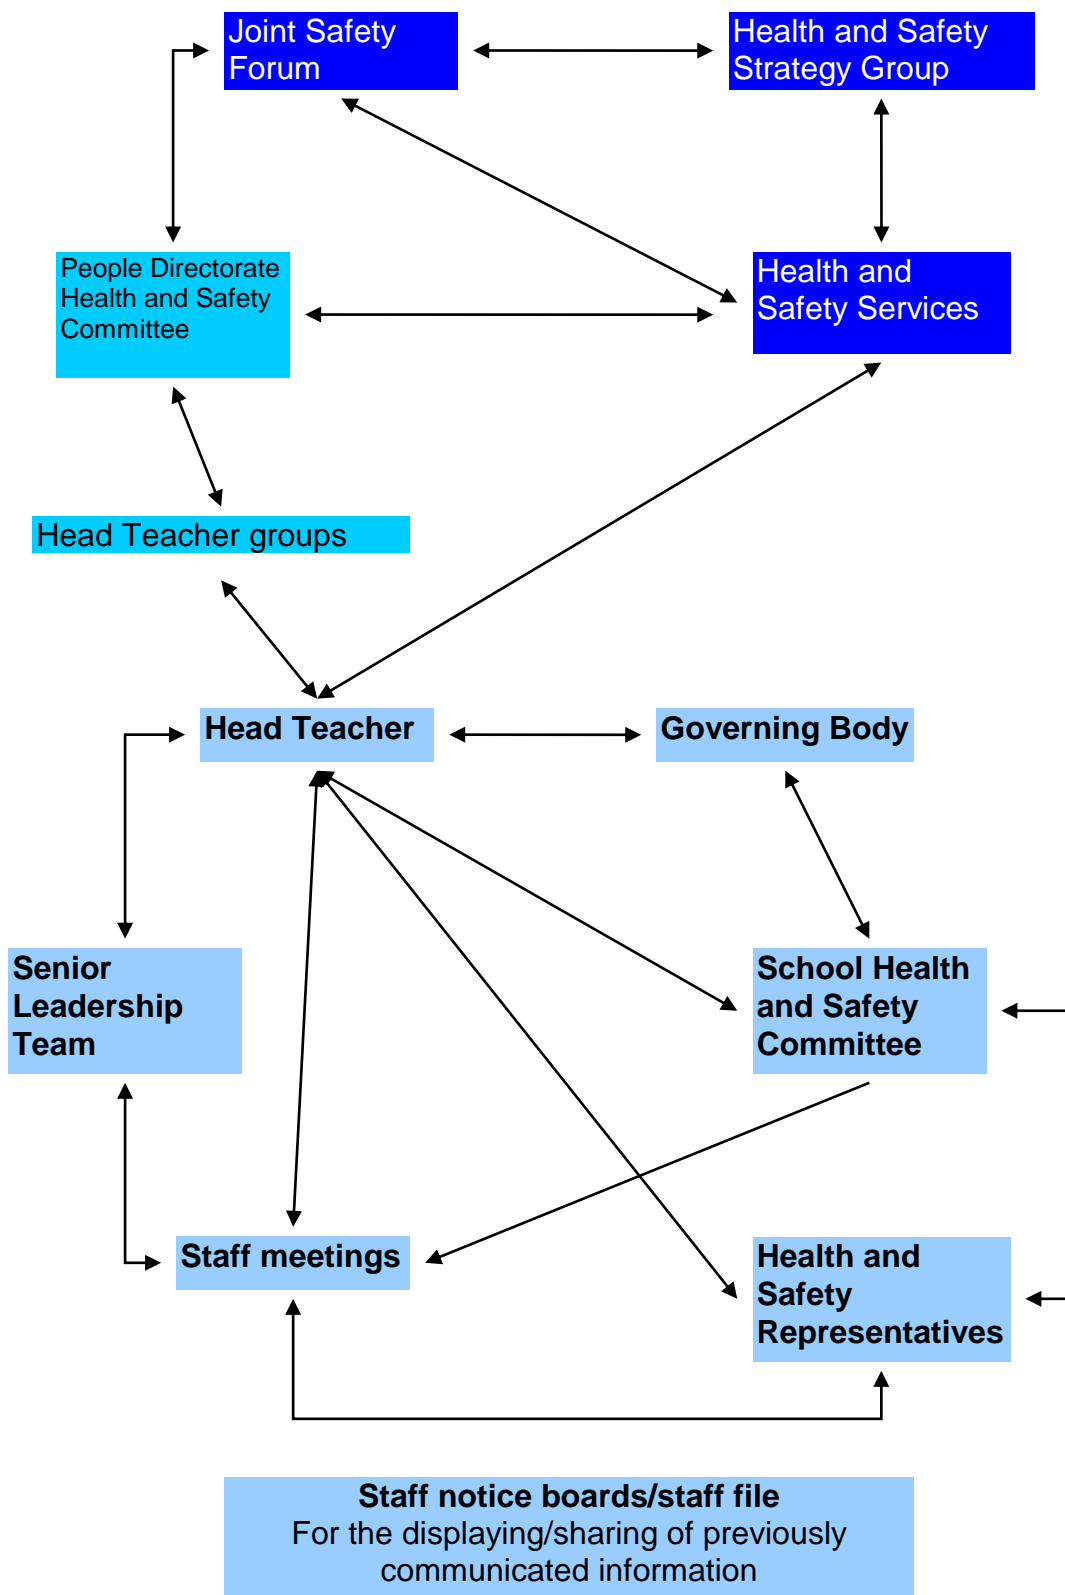 Joint Safety
Forum
Health and Safety
Strategy Group
People Directorate
Health and Safety
Committee
Health and
Safety Services
Head Teacher groups
Head Teacher
Governing Body
Senior
Leadership
Team
School Health
and Safety
Committee
Staff meetings
Health and
Safety
Representatives
Staff notice boards/staff file
For the displaying/sharing of previously
communicated information